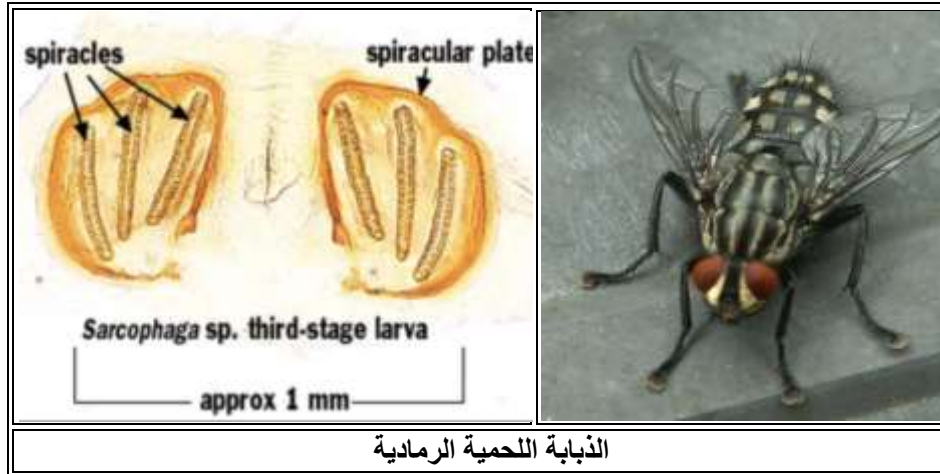 spiracles
spiracular plate
Sarcophaga sp. third-stage larva
approx 1 mm
الذبابة اللحمية الرمادية